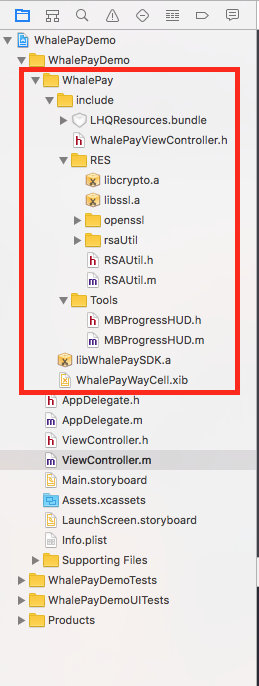 WhalePayDemo
WhalePayDemo
WhalePay
include
LHQResources.bundle
h WhalePayViewController.h
RES
libcrypto.a
libssl.a
openssl
rsaUtil
h RSAUtil.h
m RSAUtil.m
Tools
h MBProgressHUD.h
m MBProgressHUD.m
libWhalePaySDK.a
WhalePayWayCell.xib
h AppDelegate.h
m AppDelegate.m
h ViewController.h
m ViewController.m
Main.storyboard
Assets.xcassets
LaunchScreen.storyboard
Info.plist
Supporting Files
WhalePayDemoTests
WhalePayDemoUITests
Products